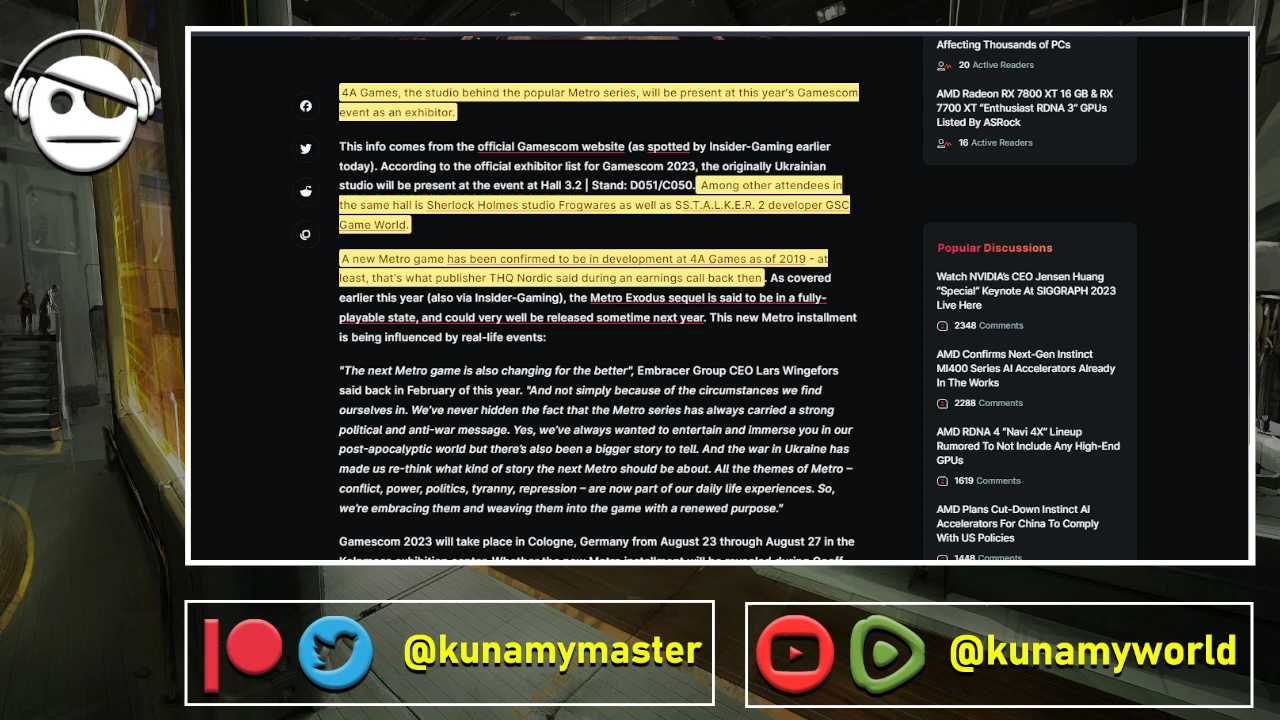 4A Games, the studio behind the popular Metro series, will be present at this year's Gamescom
event as an exhibitor.
This info comes from the official Gamescom website (as spotted by Insider-Gaming earlier
today). According to the official exhibitor list for Gamescom 2023, the originally Ukrainian
studio will be present at the event at Hall 3.2 | Stand: D051/C050. Among other attendees in
the same hall is Sherlock Holmes studio Frogwares as well as SS.T.A.L.K.E.R. 2 developer GSC
Game World.
A new Metro game has been confirmed to be in development at 4A Games as of 2019 - at
least, that's what publisher THQ Nordic said during an earnings call back then. As covered
earlier this year (also via Insider-Gaming), the Metro Exodus sequel is said to be in a fully-
playable state, and could very well be released sometime next year. This new Metro installment
is being influenced by real-life events:
"The next Metro game is also changing for the better", Embracer Group CEO Lars Wingefors
said back in February of this year. "And not simply because of the circumstances we find
ourselves in. We've never hidden the fact that the Metro series has always carried a strong
political and anti-war message. Yes, we've always wanted to entertain and immerse you in our
post-apocalyptic world but there's also been a bigger story to tell. And the war in Ukraine has
made us re-think what kind of story the next Metro should be about. All the themes of Metro –
conflict, power, politics, tyranny, repression – are now part of our daily life experiences. So,
we're embracing them and weaving them into the game with a renewed purpose."
Gamescom 2023 will take place in Cologne, Germany from August 23 through August 27 in the
Affecting Thousands of PCs
20 Active Readers
AMD Radeon RX 7800 XT 16 GB & RX
7700 XT "Enthusiast RDNA 3" GPUs
Listed By ASRock
16 Active Readers
Popular Discussions
Watch NVIDIA's CEO Jensen Huang
"Special" Keynote At SIGGRAPH 2023
Live Here
2348 Comments
AMD Confirms Next-Gen Instinct
MI400 Series AI Accelerators Already
In The Works
2288 Comments
AMD RDNA 4 "Navi 4X" Lineup
Rumored To Not Include Any High-End
GPUs
1619 Comments
AMD Plans Cut-Down Instinct AI
Accelerators For China To Comply
With US Policies
1448 Comments
@kunamymaster
@kunamyworld